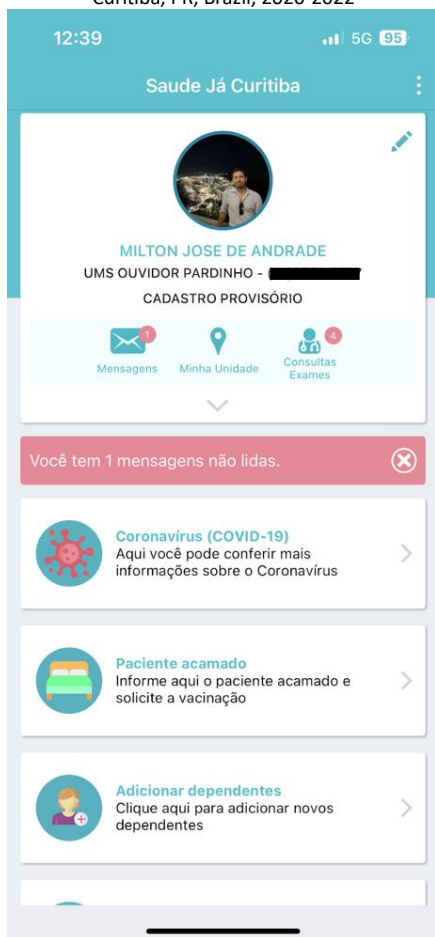 Curitiba, PR, Brazil, 2020-2022
12:39
5G 95
Saude Já Curitiba
MILTON JOSE DE ANDRADE
UMS OUVIDOR PARDINHO -
CADASTRO PROVISÓRIO
1
4
Mensagens
Minha Unidade
Consultas
Exames
Você tem 1 mensagens não lidas.
Coronavírus (COVID-19)
Aqui você pode conferir mais
informações sobre o Coronavírus
Paciente acamado
Informe aqui o paciente acamado e
solicite a vacinação
Adicionar dependentes
Clique aqui para adicionar novos
dependentes